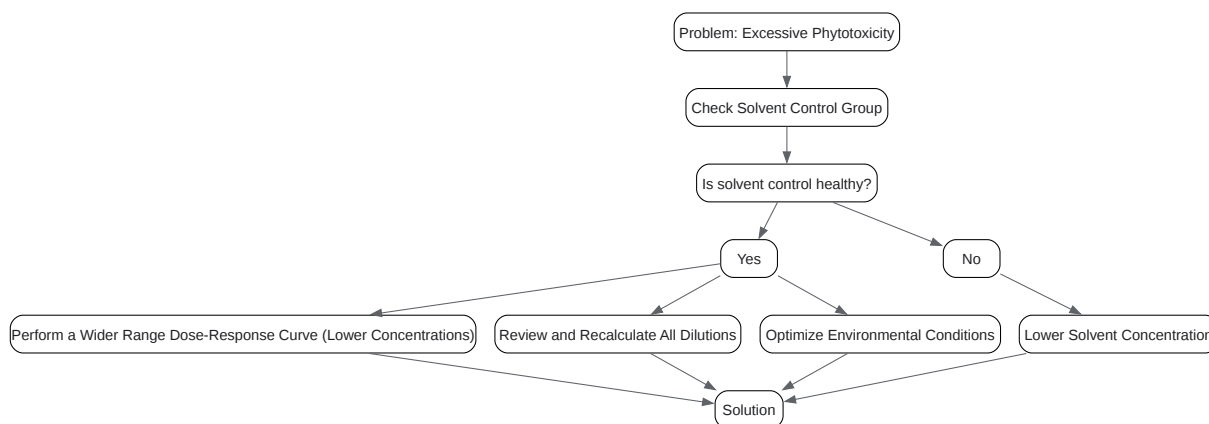 Problem: Excessive Phytotoxicity
Check Solvent Control Group
Is solvent control healthy?
Yes
No
Perform a Wider Range Dose-Response Curve (Lower Concentrations)
Review and Recalculate All Dilutions
Optimize Environmental Conditions
Lower Solvent Concentration
Solution